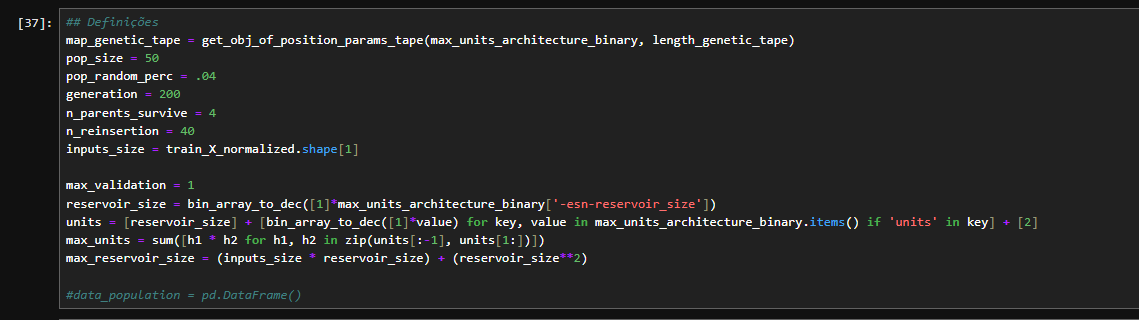 [37]: ## Definições
map_genetic_tape = get_obj_of_position_params_tape(max_units_architecture_binary, length_genetic_tape)
pop_size = 50
pop_random_perc = .04
generation = 200
n_parents_survive = 4
n_reinsertion = 40
inputs_size = train_X_normalized.shape[1]
max_validation = 1
reservoir_size = bin_array_to_dec([1]*max_units_architecture_binary['-esn-reservoir_size'])
units = [reservoir_size] + [bin_array_to_dec([1]*value) for key, value in max_units_architecture_binary.items() if 'units' in key] + [2]
max_units = sum([h1 * h2 for h1, h2 in zip(units[:-1], units[1:])])
max_reservoir_size = (inputs_size * reservoir_size) + (reservoir_size**2)
#data_population = pd.DataFrame()